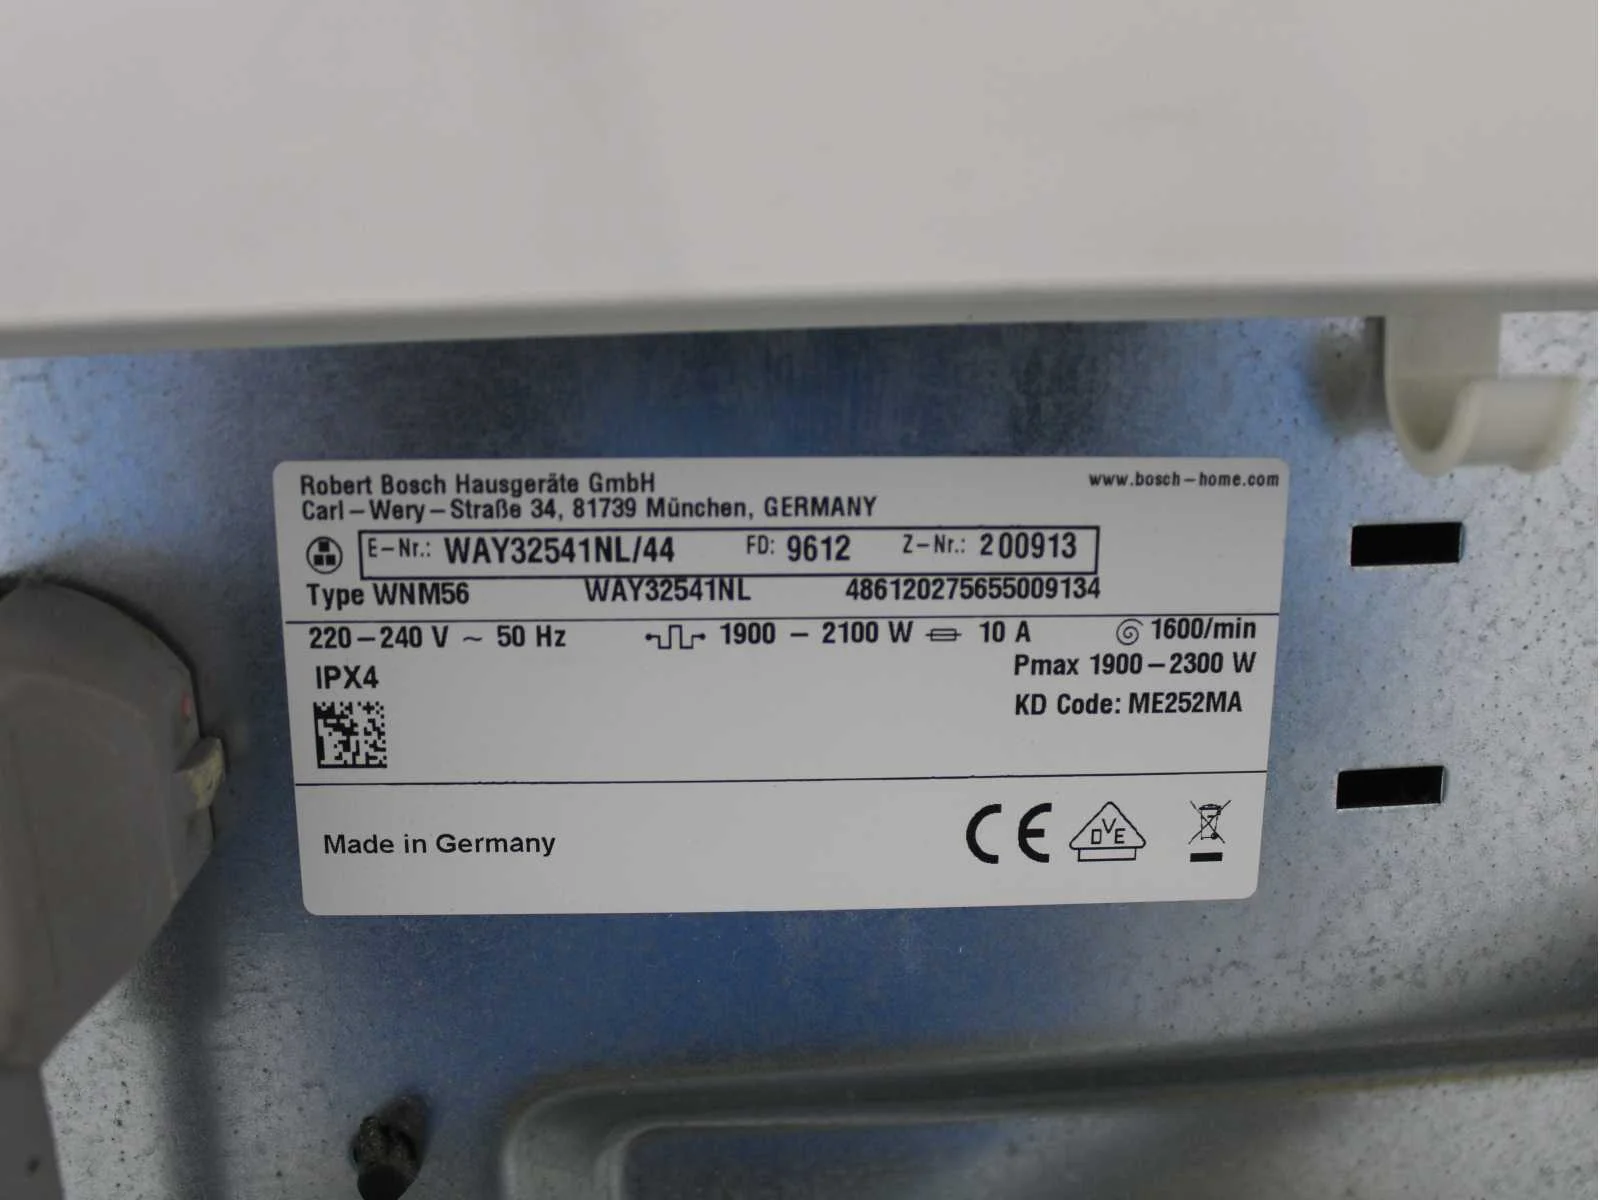 Robert Bosch Hausgeräte GmbH
www.bosch-home.com
Carl-Wery-Straße 34, 81739 München, GERMANY
E-Nr.: WAY32541NL/44 FD: 9612 Z-Nr.: 200913
Type WNM56 WAY32541NL 486120275655009134
220-240 V ~ 50 Hz 1900 - 2100 W 10 A 1600/min
IPX4 Pmax 1900-2300 W
KD Code: ME252MA
Made in Germany CE DVE